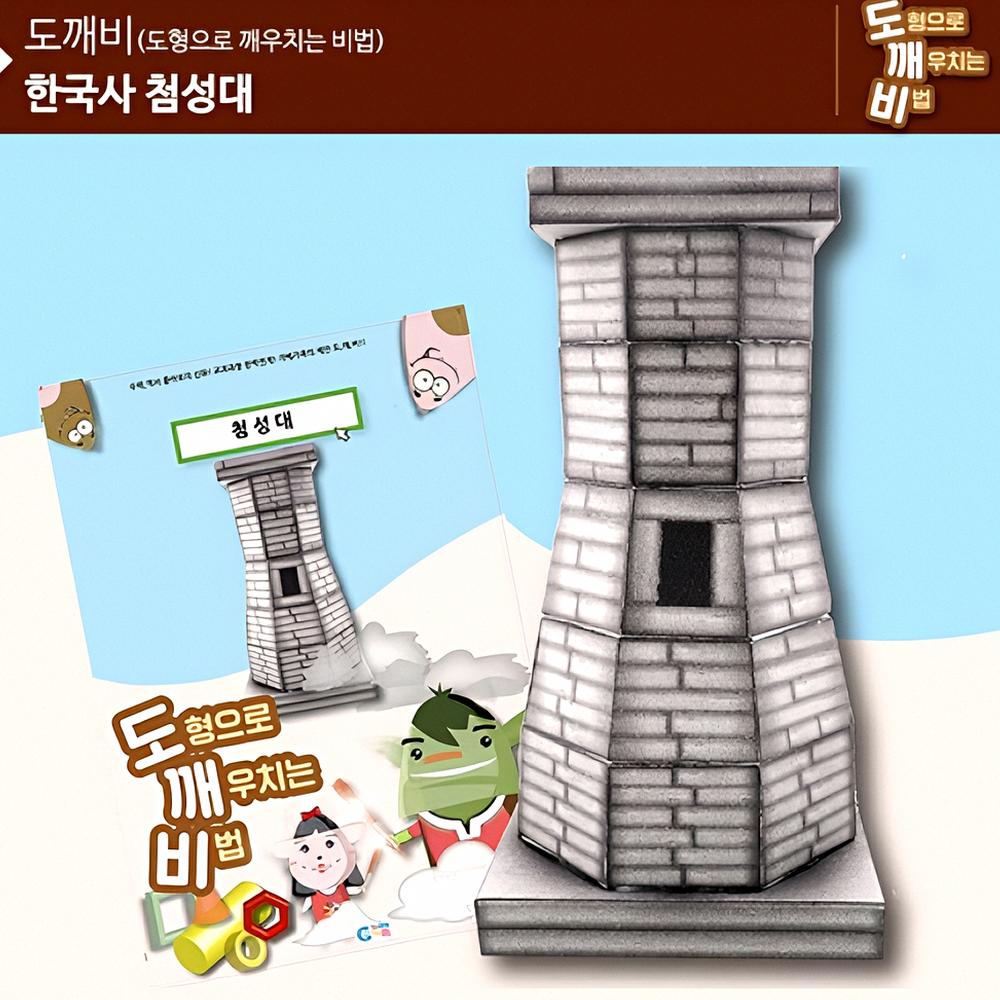 도깨비(도형으로 깨우치는 비법)
한국사 첨성대
도형으로
깨우치는
비법
첨성대
도형으로
깨우치는
비법